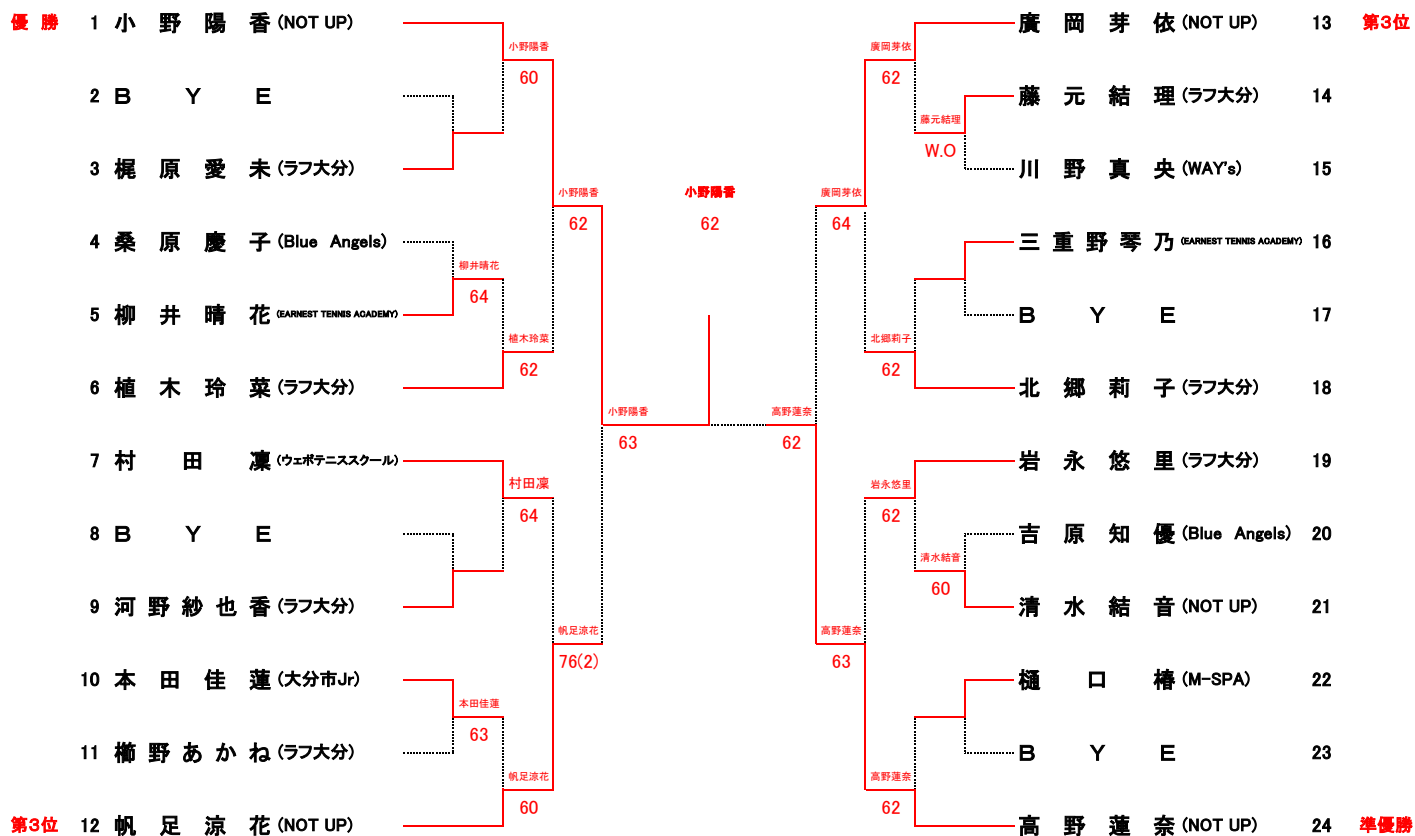 優 勝 1 小野陽香 (NOT UP)
小野陽香
60
2 BYE
3 梶原愛未 (ラフ大分)
小野陽香
62
4 桑原慶子 (Blue Angels)
柳井晴花
64
5 柳井晴花 (EARNEST TENNIS ACADEMY)
植木玲菜
62
6 植木玲菜 (ラフ大分)
小野陽香
63
7 村田凜 (ウェボテニススクール)
村田凜
64
8 BYE
9 河野紗也香 (ラフ大分)
帆足涼花
76(2)
10 本田佳蓮 (大分市Jr)
本田佳蓮
63
11 櫛野あかね (ラフ大分)
帆足涼花
60
第3位 12 帆足涼花 (NOT UP)
小野陽香
62
廣岡芽依 (NOT UP) 13 第3位
廣岡芽依
62
藤元結理 (ラフ大分) 14
藤元結理
W.O
川野真央 (WAY's) 15
廣岡芽依
64
三重野琴乃 (EARNEST TENNIS ACADEMY) 16
BYE 17
北郷莉子
62
北郷莉子 (ラフ大分) 18
高野蓮奈
62
岩永悠里 (ラフ大分) 19
岩永悠里
62
吉原知優 (Blue Angels) 20
清水結音
60
清水結音 (NOT UP) 21
高野蓮奈
63
樋口椿 (M-SPA) 22
BYE 23
高野蓮奈
62
高野蓮奈 (NOT UP) 24 準優勝